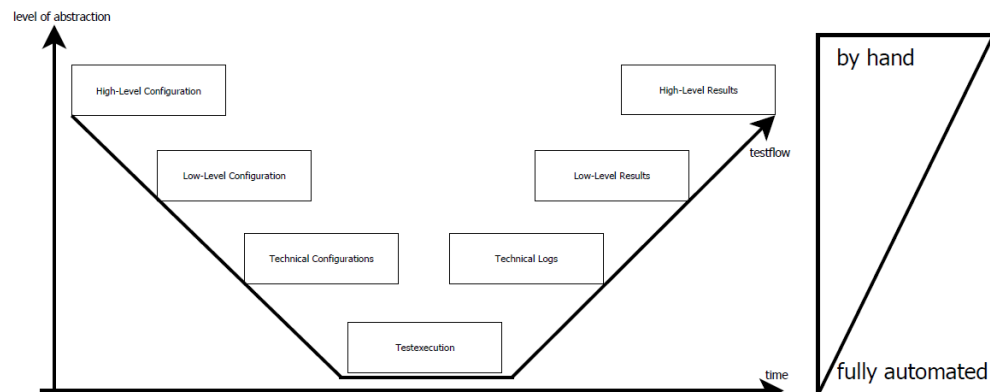 level of abstraction
by hand
High-Level Configuration
High-Level Results
testflow
Low-Level Configuration
Low-Level Results
Technical Configurations
Technical Logs
Testexecution
fully automated
time